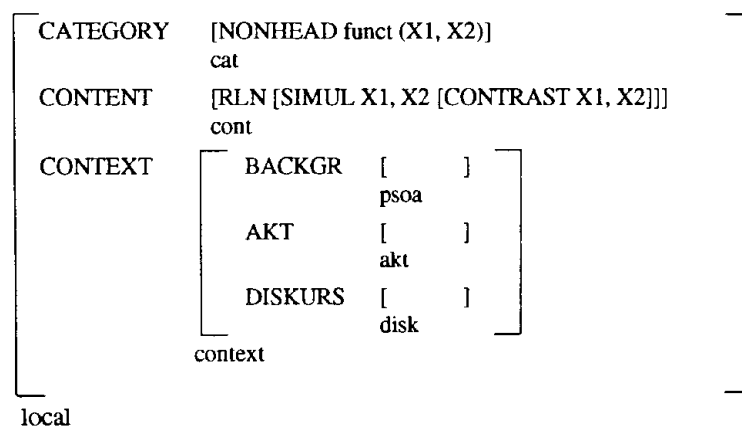 CATEGORY [NONHEAD funct (X1, X2)]
cat
CONTENT [RLN [SIMUL X1, X2 [CONTRAST X1, X2]]]
cont
CONTEXT BACKGR [ ]
psoa
AKT [ ]
akt
DISKURS [ ]
disk
context
local